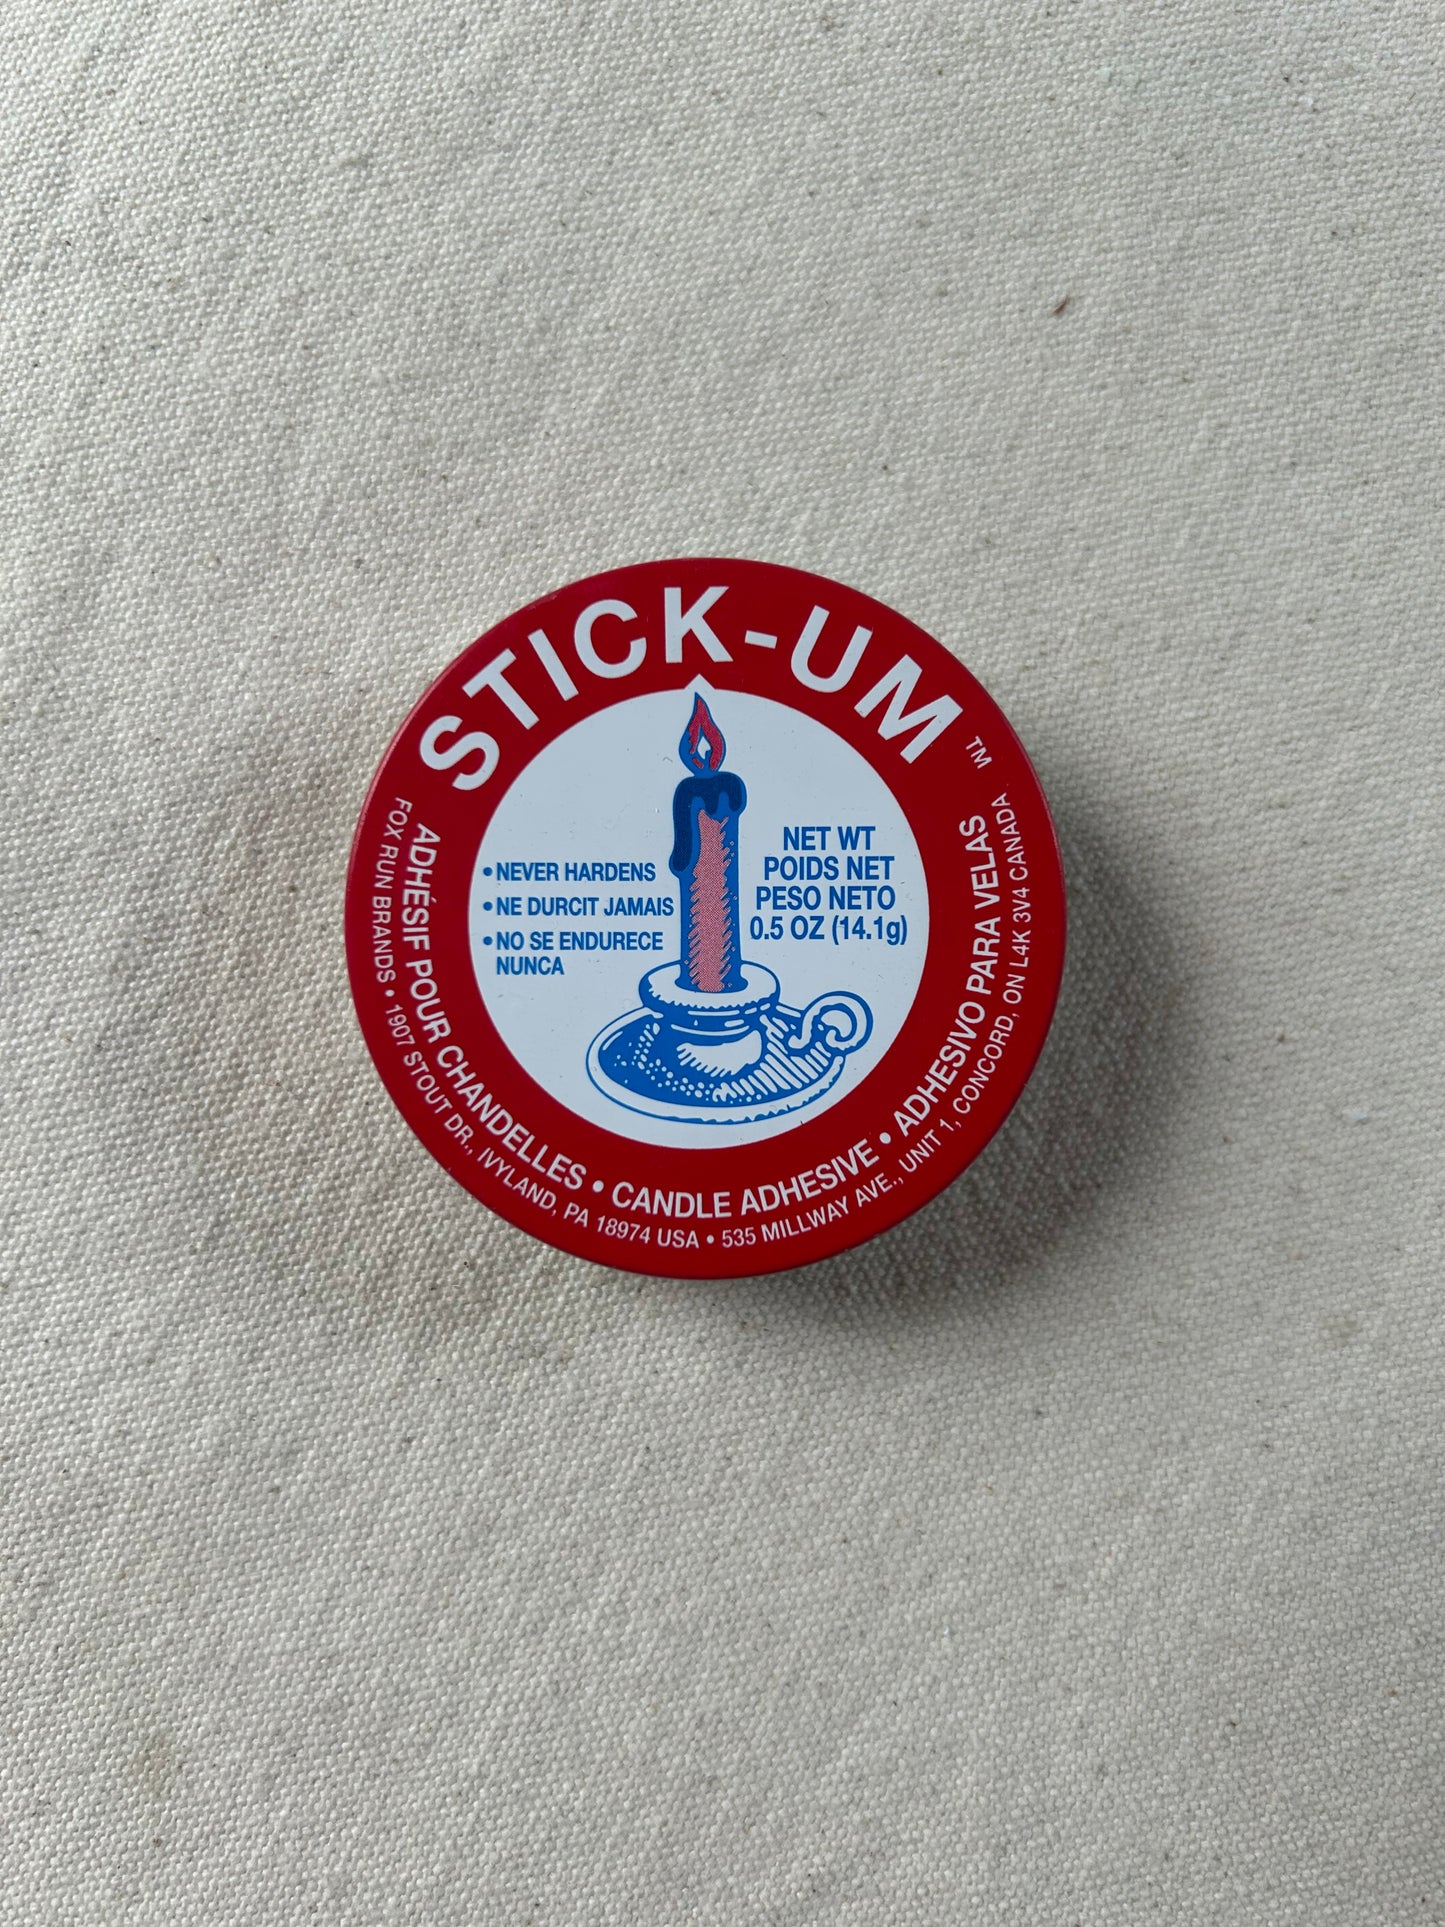 STICK-UM™
• NEVER HARDENS
• NE DURCIT JAMAIS
• NO SE ENDURECE
NUNCA
NET WT
POIDS NET
PESO NETO
0.5 OZ (14.1g)
ADHÉSIF POUR CHANDELLES • CANDLE ADHESIVE • ADHESIVO PARA VELAS
FOX RUN BRANDS • 1907 STOUT DR., IVYLAND, PA 18974 USA • 535 MILLWAY AVE., UNIT 1, CONCORD, ON L4K 3V4 CANADA